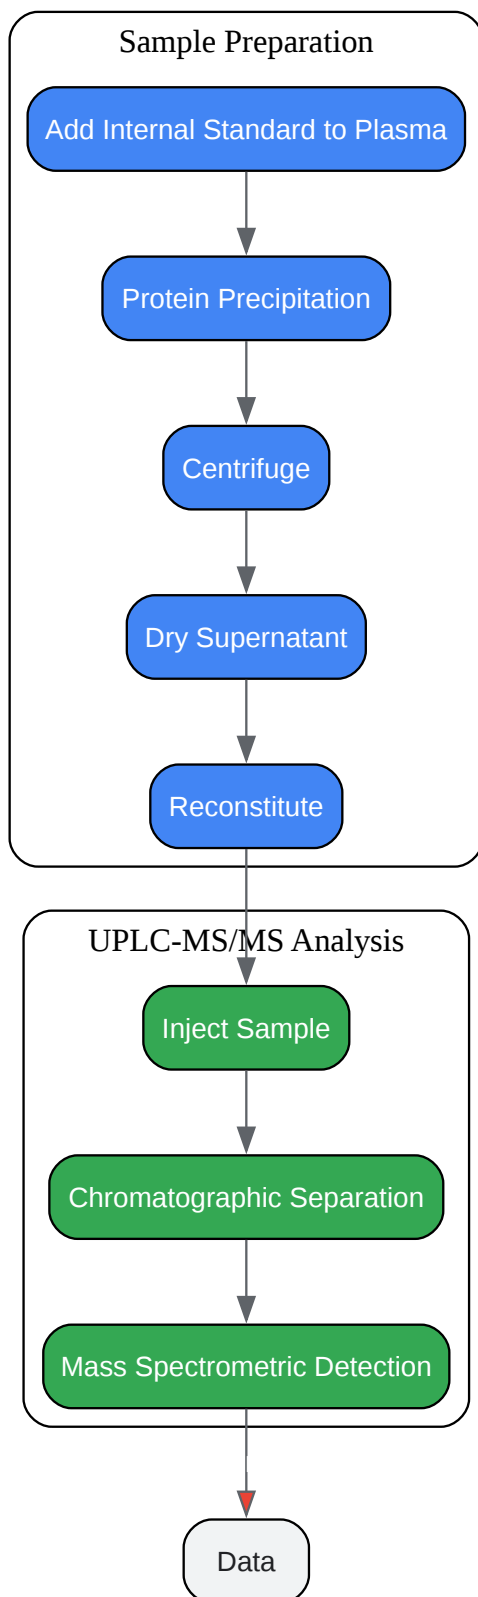 Sample Preparation
Add Internal Standard to Plasma
Protein Precipitation
Centrifuge
Dry Supernatant
Reconstitute
UPLC-MS/MS Analysis
Inject Sample
Chromatographic Separation
Mass Spectrometric Detection
Data